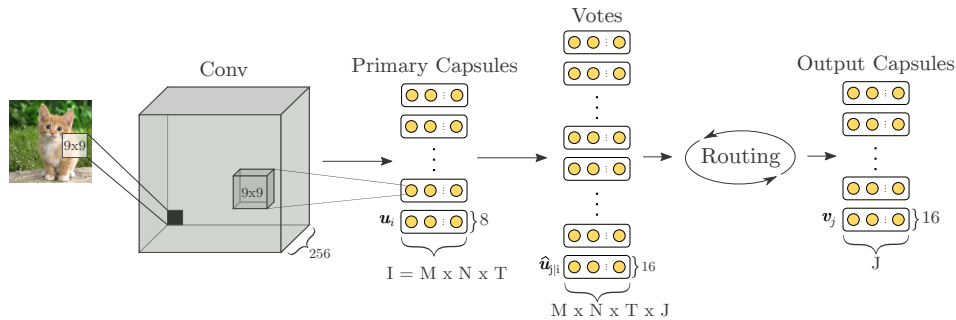 Votes
Conv
Primary Capsules
Output Capsules
9x9
Routing
9x9
u_i
8
v_j
16
256
û_j|i
16
I = M x N x T
J
M x N x T x J